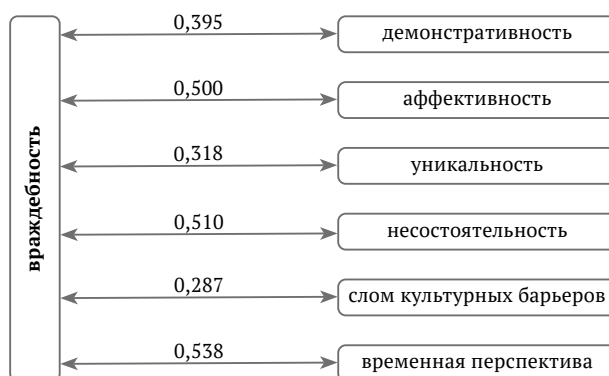 враждебность
0,395
демонстративность
0,500
аффективность
0,318
уникальность
0,510
несостоятельность
0,287
слом культурных барьеров
0,538
временная перспектива